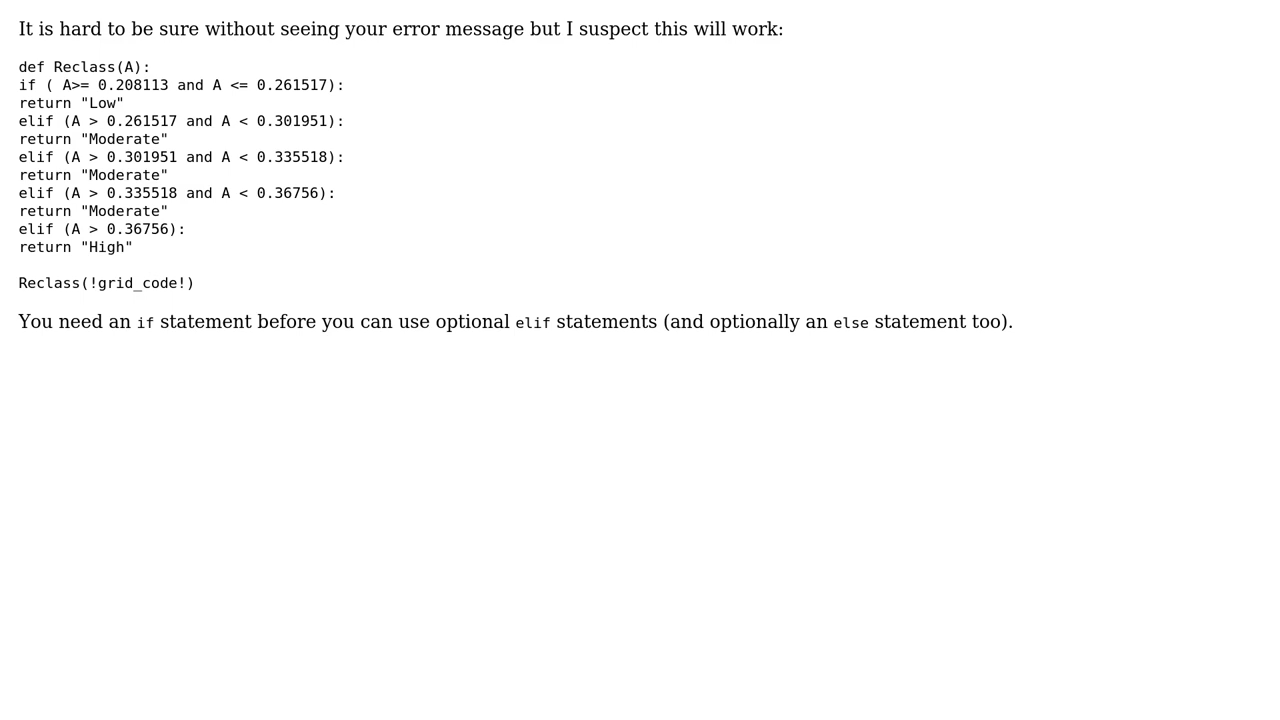 It is hard to be sure without seeing your error message but I suspect this will work:
def Reclass(A):
if ( A>= 0.208113 and A <= 0.261517):
return "Low"
elif (A > 0.261517 and A < 0.301951):
return "Moderate"
elif (A > 0.301951 and A < 0.335518):
return "Moderate"
elif (A > 0.335518 and A < 0.36756):
return "Moderate"
elif (A > 0.36756):
return "High"
Reclass(!grid_code!)
You need an if statement before you can use optional elif statements (and optionally an else statement too).